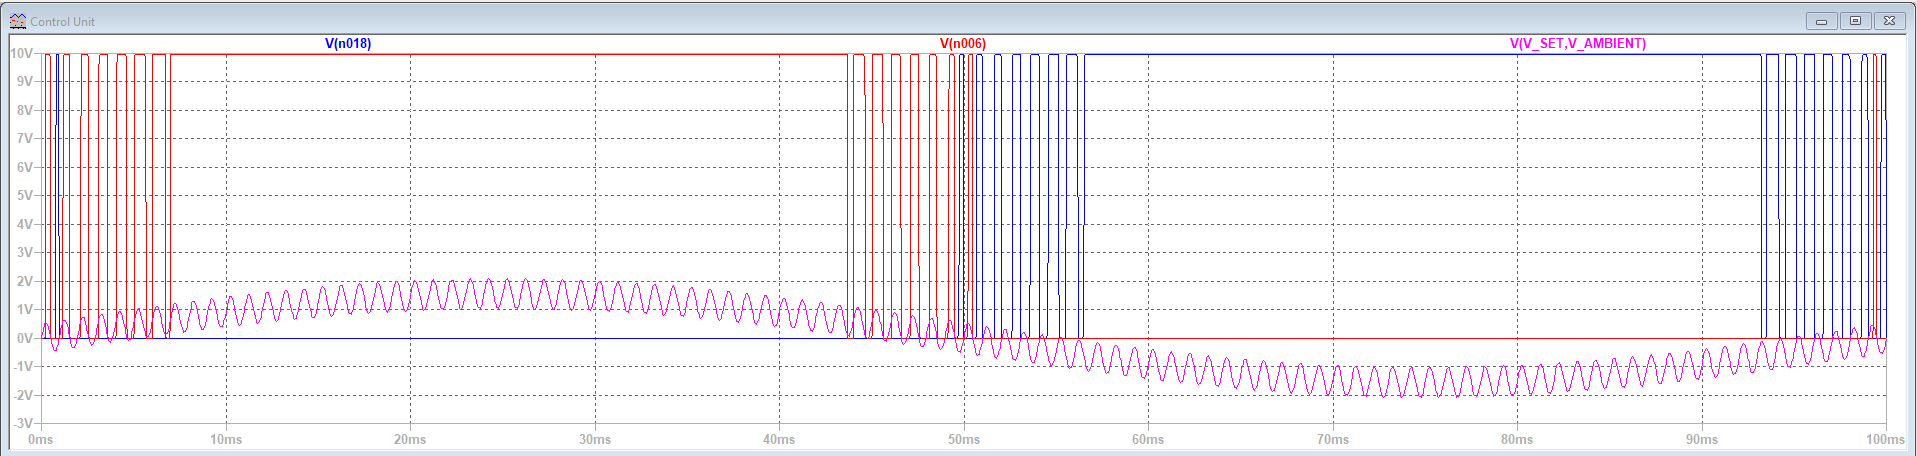 Control Unit
V(n018) V(n006) V(V_SET,V_AMBIENT)
10V
9V
8V
7V
6V
5V
4V
3V
2V
1V
0V
-1V
-2V
-3V
0ms 10ms 20ms 30ms 40ms 50ms 60ms 70ms 80ms 90ms 100ms